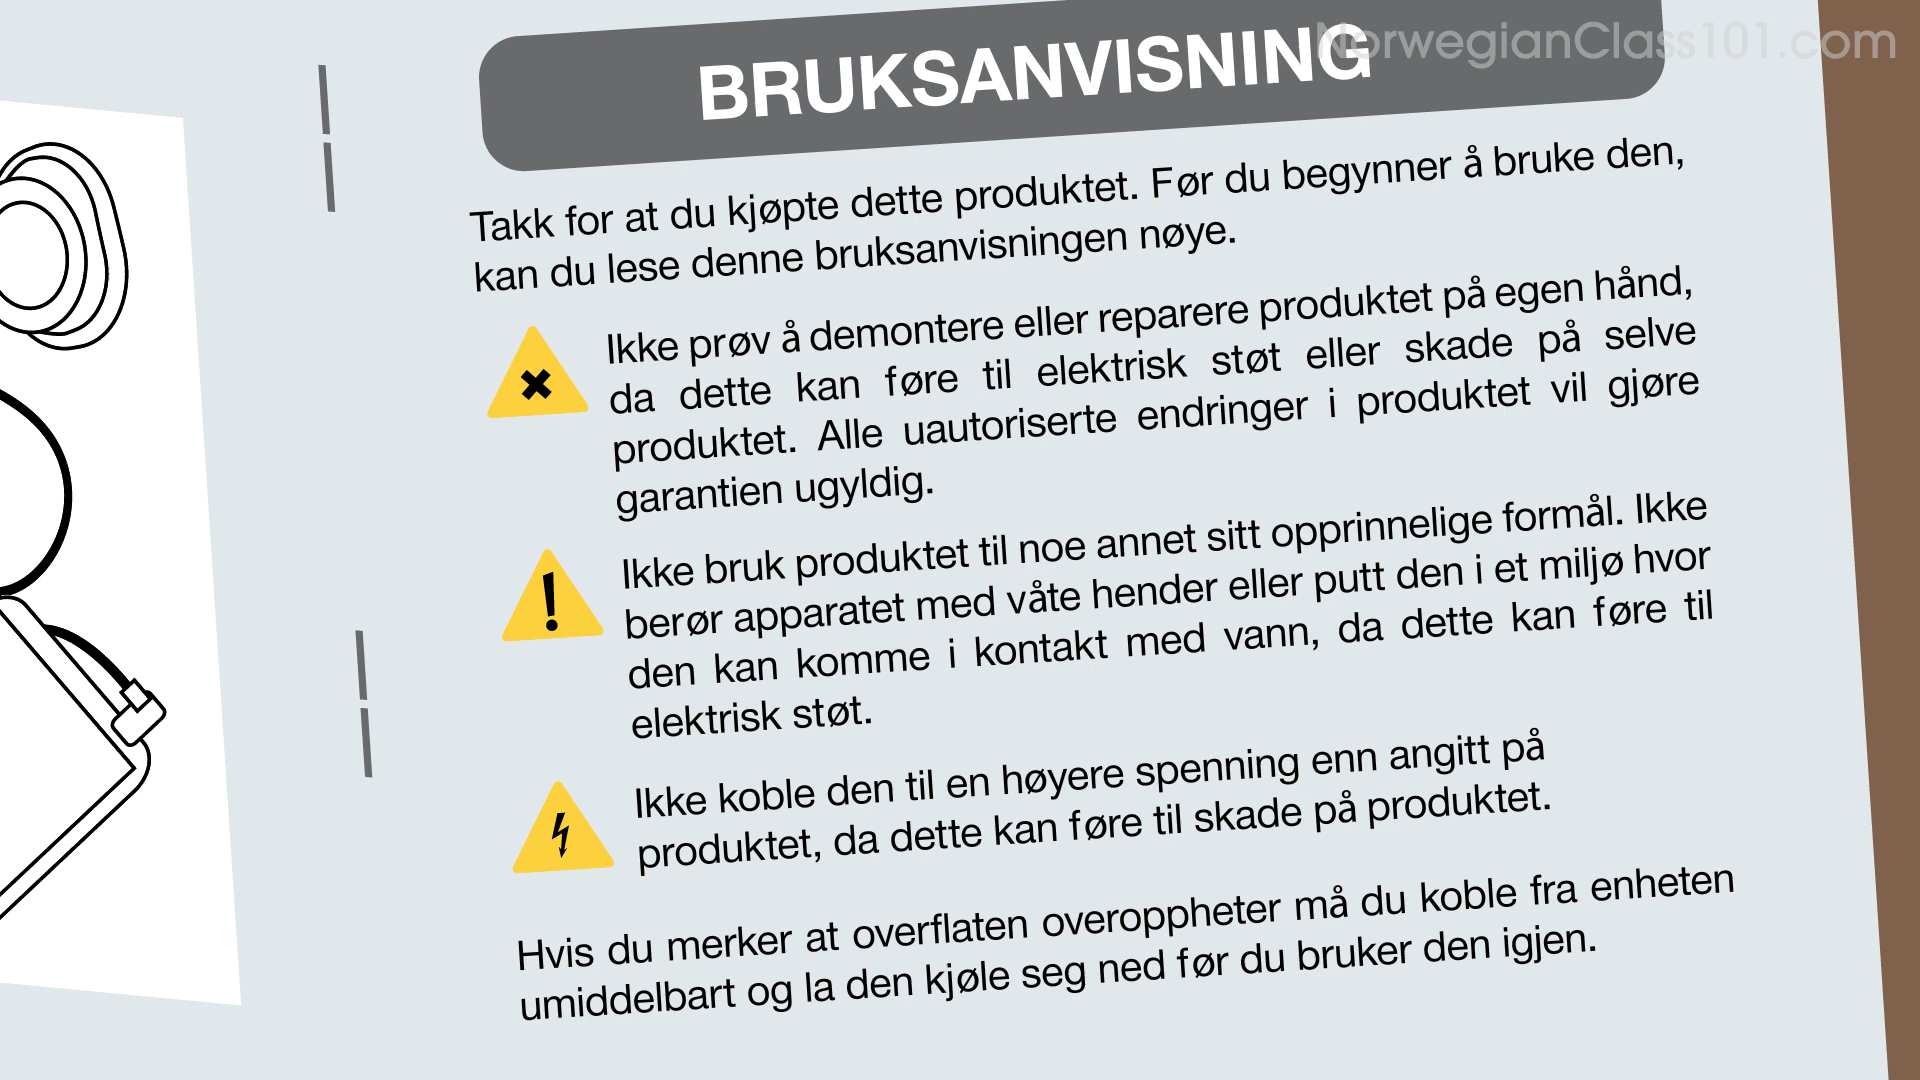 NorwegianClass101.com
BRUKSANVISNING
Takk for at du kjøpte dette produktet. Før du begynner å bruke den,
kan du lese denne bruksanvisningen nøye.
Ikke prøv å demontere eller reparere produktet på egen hånd,
da dette kan føre til elektrisk støt eller skade på selve
produktet. Alle uautoriserte endringer i produktet vil gjøre
garantien ugyldig.
Ikke bruk produktet til noe annet sitt opprinnelige formål. Ikke
berør apparatet med våte hender eller putt den i et miljø hvor
den kan komme i kontakt med vann, da dette kan føre til
elektrisk støt.
Ikke koble den til en høyere spenning enn angitt på
produktet, da dette kan føre til skade på produktet.
Hvis du merker at overflaten overoppheter må du koble fra enheten
umiddelbart og la den kjøle seg ned før du bruker den igjen.